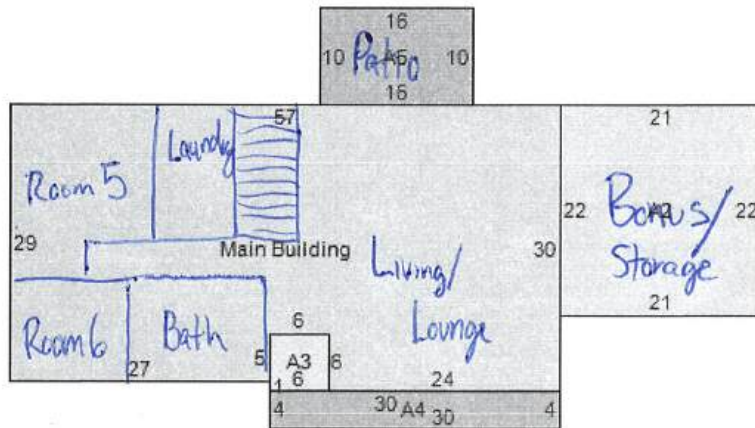 16
10 Patio A5 10
16
57
21
Room 5
Laundry
22 Bonus/ A2 22
Storage
21
29
Main Building
30
Living/
Lounge
Room 6
Bath
27
5
6
A3
6
8
1
24
4
30 A4 30
4